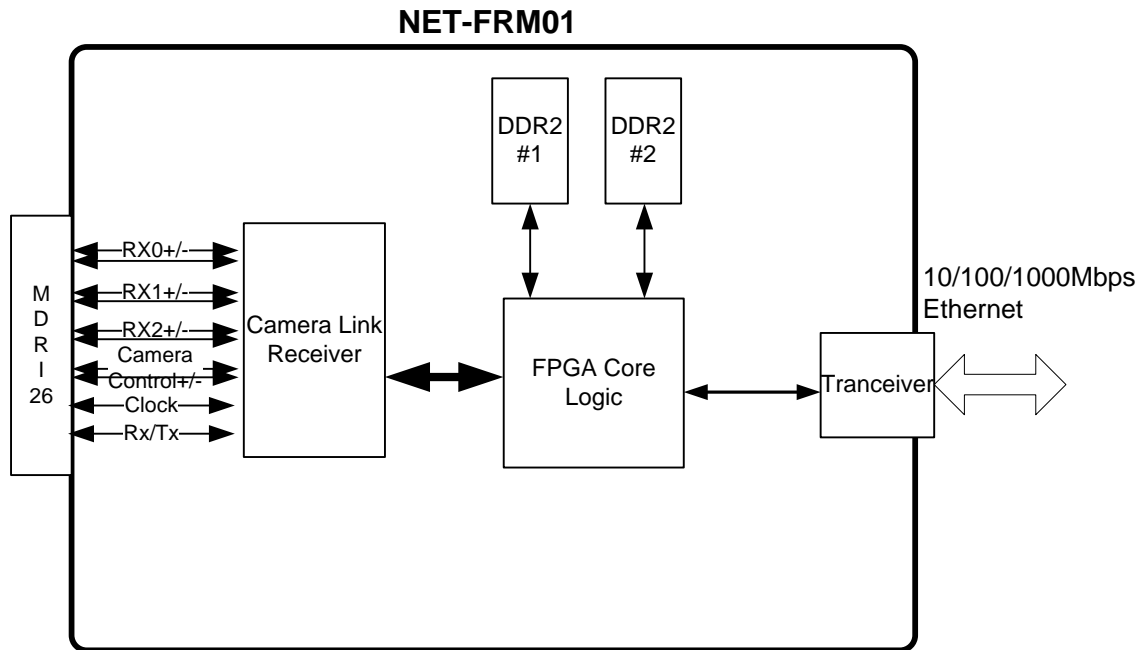 NET-FRM01
DDR2
#1
DDR2
#2
M
D
R
I
26
RX0+/-
RX1+/-
RX2+/-
Camera
Control+/-
Clock
Rx/Tx
Camera Link
Receiver
FPGA Core
Logic
Tranceiver
10/100/1000Mbps
Ethernet